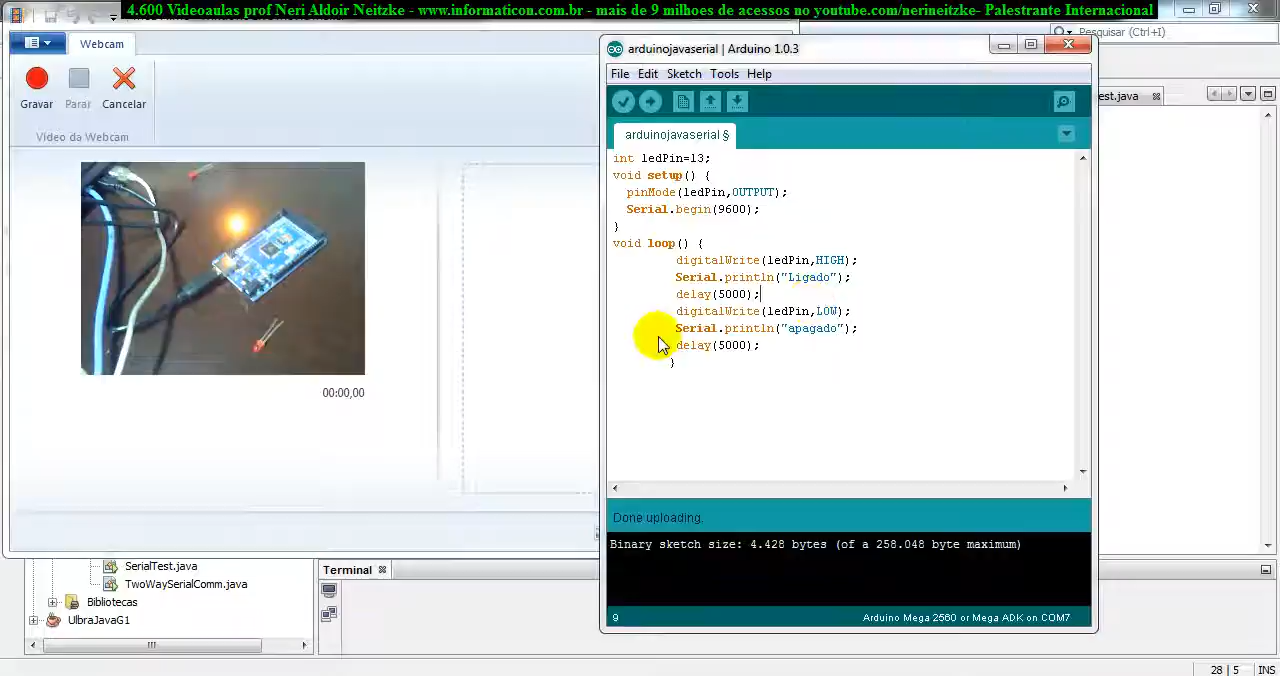 4.600 Videoaulas prof Neri Aldoir Neitzke - www.informaticon.com.br - mais de 9 milhoes de acessos no youtube.com/nerineitzke- Palestrante Internacional
Pesquisar (Ctrl+I)
Webcam
Gravar
Parar
Cancelar
Vídeo da Webcam
00:00,00
arduinojavaserial | Arduino 1.0.3
File Edit Sketch Tools Help
est.java
arduinojavaserial §
int ledPin=13;
void setup() {
pinMode(ledPin,OUTPUT);
Serial.begin(9600);
}
void loop() {
digitalWrite(ledPin,HIGH);
Serial.println("Ligado");
delay(5000);
digitalWrite(ledPin,LOW);
Serial.println("apagado");
delay(5000);
}
Done uploading.
Binary sketch size: 4.428 bytes (of a 258.048 byte maximum)
9
Arduino Mega 2560 or Mega ADK on COM7
SerialTest.java
TwoWaySerialComm.java
Bibliotecas
UlbraJavaG1
Terminal
28 | 5
INS